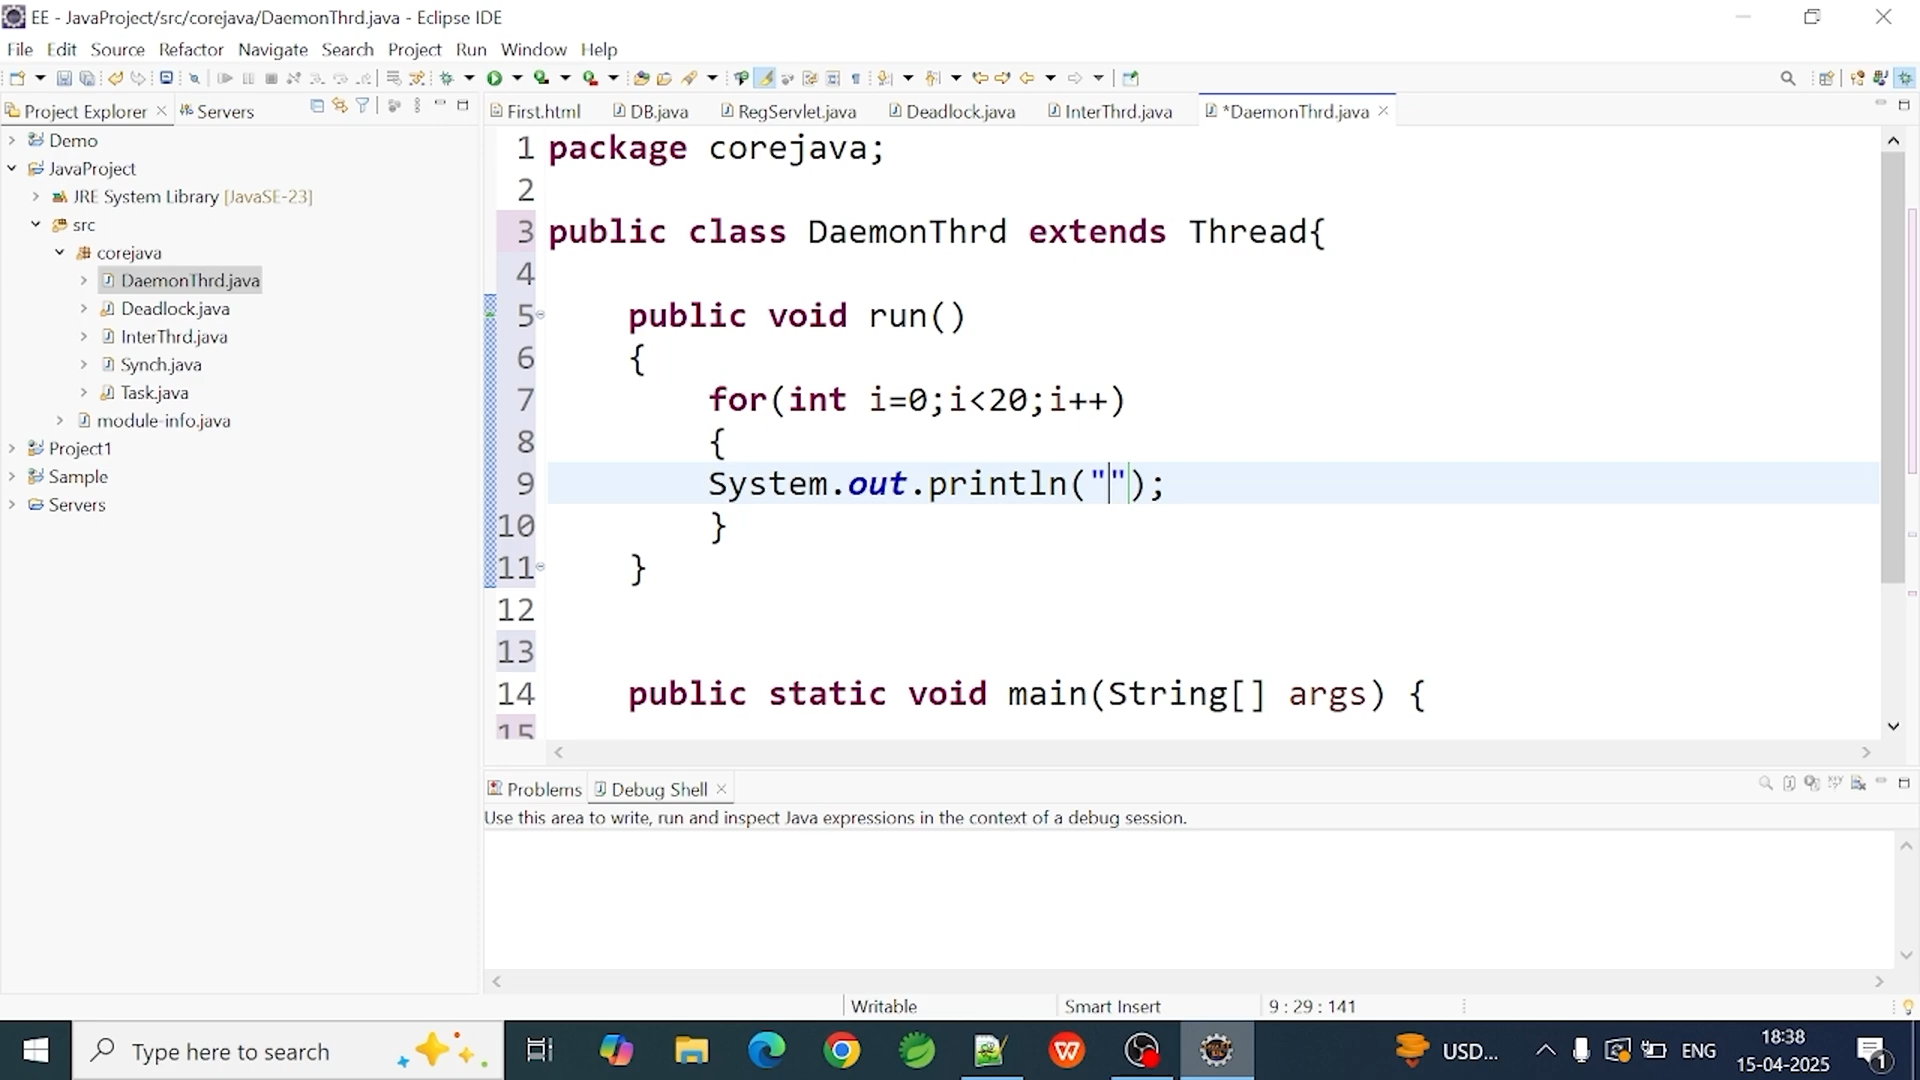 EE - JavaProject/src/corejava/DaemonThrd.java - Eclipse IDE
File Edit Source Refactor Navigate Search Project Run Window Help
Project Explorer Servers
First.html DB.java RegServlet.java Deadlock.java InterThrd.java *DaemonThrd.java
Demo
JavaProject
JRE System Library [JavaSE-23]
src
corejava
DaemonThrd.java
Deadlock.java
InterThrd.java
Synch.java
Task.java
module-info.java
Project1
Sample
Servers
1 package corejava;
2
3 public class DaemonThrd extends Thread{
4
5 public void run()
6 {
7 for(int i=0;i<20;i++)
8 {
9 System.out.println("");
10 }
11 }
12
13
14 public static void main(String[] args) {
15
Problems Debug Shell
Use this area to write, run and inspect Java expressions in the context of a debug session.
Writable Smart Insert 9 : 29 : 141
Type here to search
USD...
ENG
18:38
15-04-2025
1